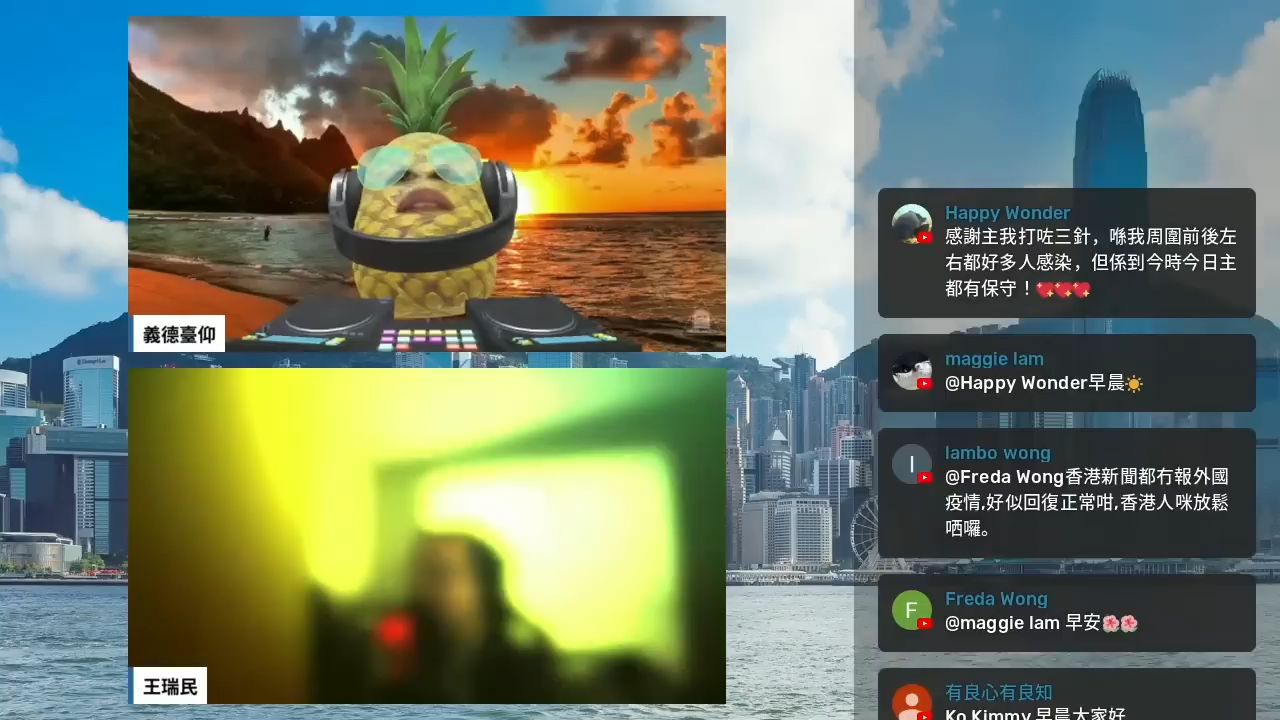 義德臺仰
王瑞民
Happy Wonder
感謝主我打咗三針，喺我周圍前後左
右都好多人感染，但係到今時今日主
都有保守！💖💖💖
maggie lam
@Happy Wonder早晨☀️
l
lambo wong
@Freda Wong香港新聞都冇報外國
疫情,好似回復正常咁,香港人咪放鬆
哂囉。
F
Freda Wong
@maggie lam 早安🌺🌺
有良心有良知
Ko Kimmy 早晨大家好